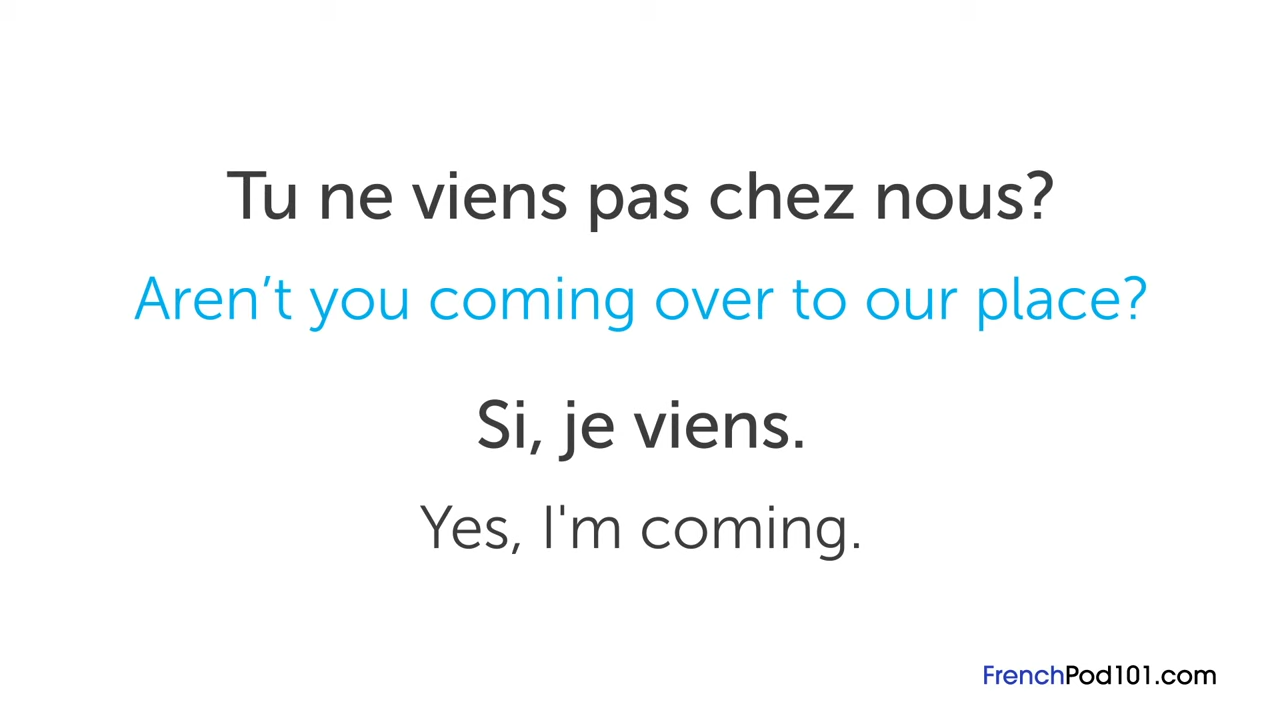 Tu ne viens pas chez nous?
Aren’t you coming over to our place?
Si, je viens.
Yes, I'm coming.
FrenchPod101.com